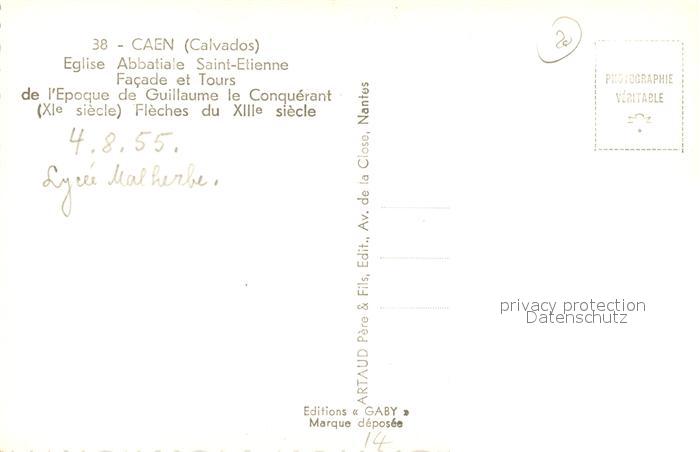 38 - CAEN (Calvados)
Eglise Abbatiale Saint-Etienne
Façade et Tours
de l'Epoque de Guillaume le Conquérant
(XIe siècle) Flèches du XIIIe siècle
4.8.55.
Lycée Malherbe.
ARTAUD Père & Fils, Edit., Av. de la Close, Nantes
Editions « GABY »
Marque déposée
14
20
PHOTOGRAPHIE
VÉRITABLE
privacy protection
Datenschutz